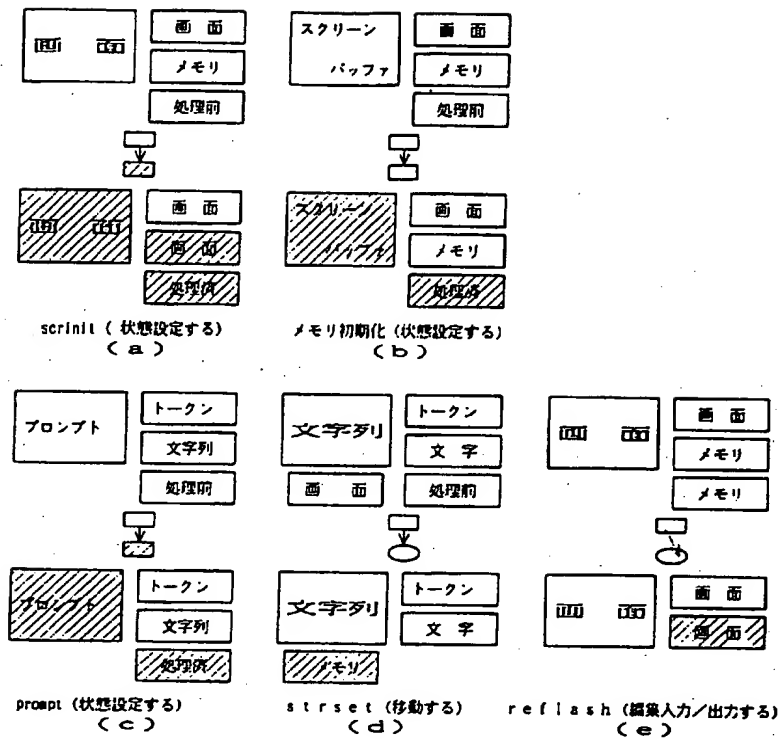 画 面
画 面
メモリ
処理前
スクリーン
バッファ
画 面
メモリ
処理前
画 面
画 面
画 面
処理済
スクリーン
バッファ
画 面
メモリ
処理済
scrinit ( 状態設定する)
( a )
メモリ初期化 (状態設定する)
( b )
プロンプト
トークン
文字列
処理前
文字列
画 面
トークン
文 字
処理前
画 面
画 面
メモリ
メモリ
プロンプト
トークン
文字列
処理済
文字列
メモリ
トークン
文 字
画 面
画 面
画 面
prompt (状態設定する)
( c )
strset (移動する)
( d )
reflash (編集入力/出力する)
( e )